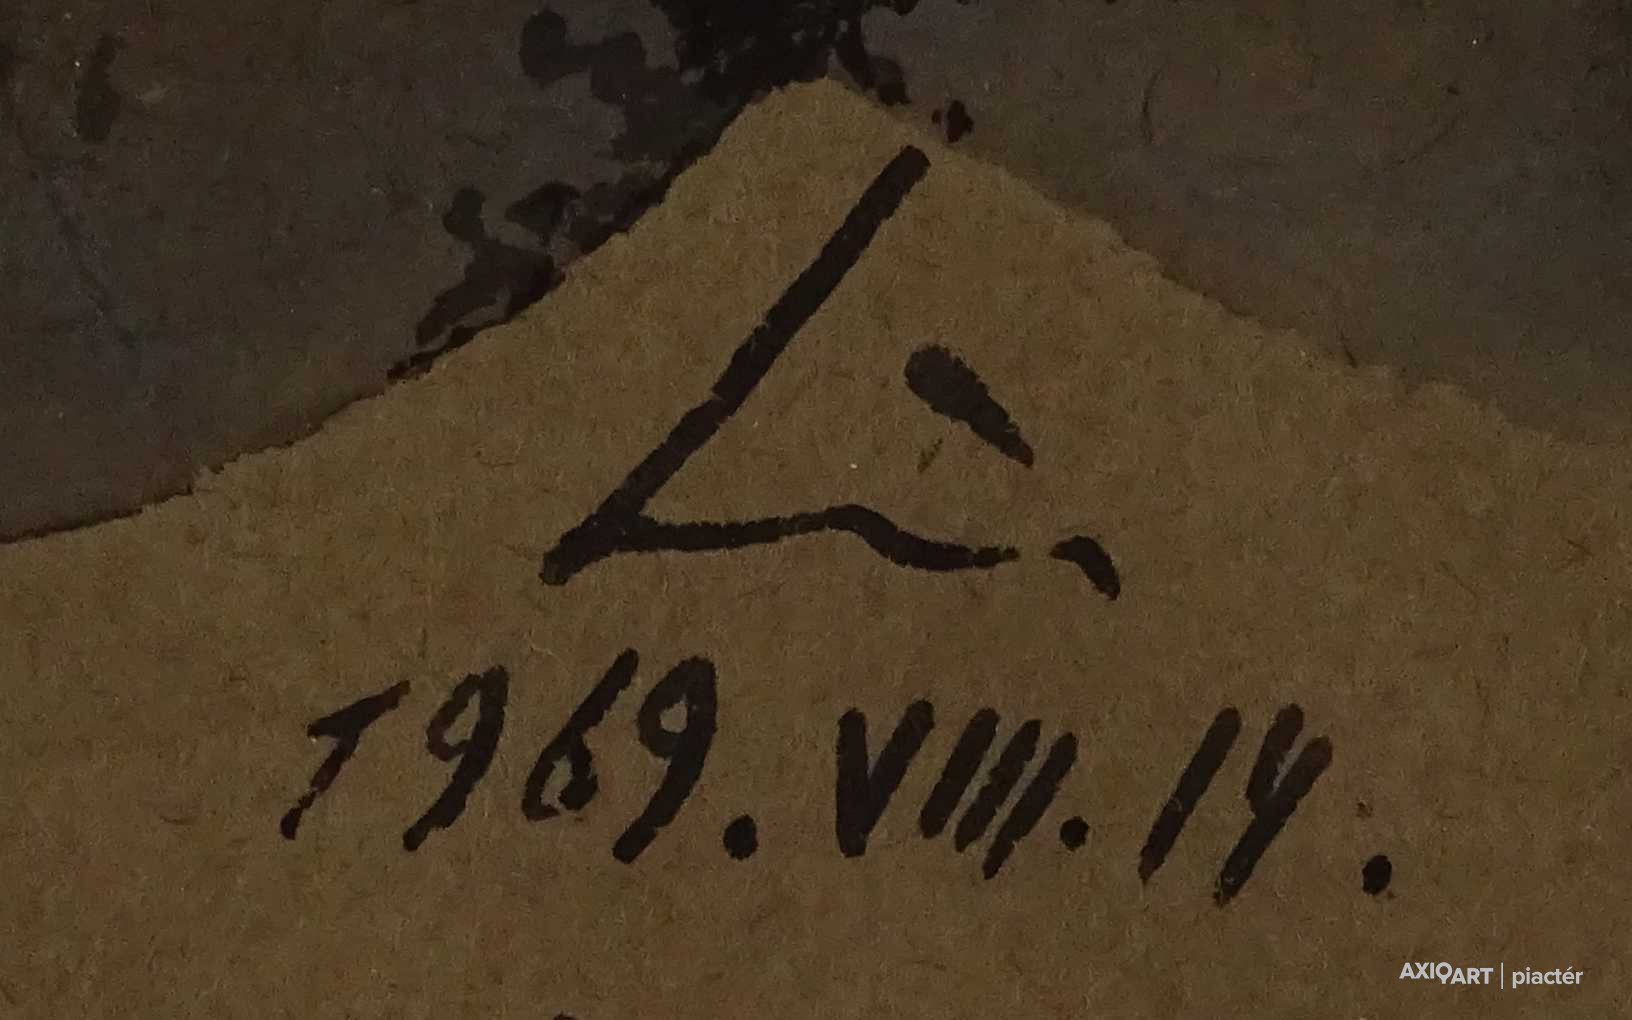 L.
1969. VIII. 14.
AXIOART | piactér